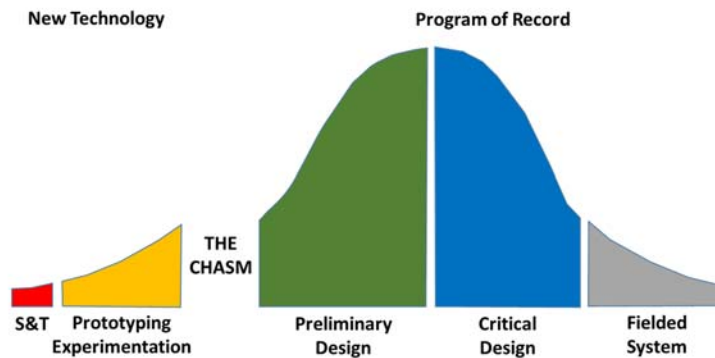 New Technology
Program of Record
THE
CHASM
S&T
Prototyping
Experimentation
Preliminary
Design
Critical
Design
Fielded
System